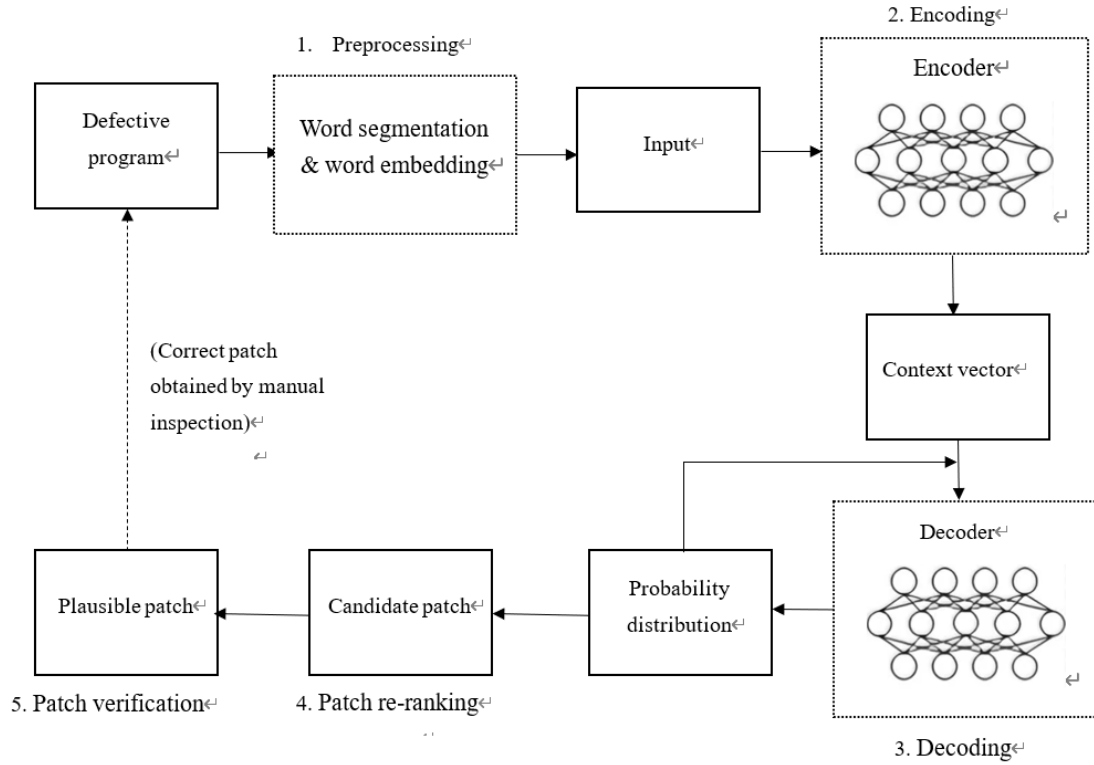 2. Encoding↵
1. Preprocessing↵
Encoder↵
Defective
program↵
Word segmentation
& word embedding↵
Input↵
↵
Context vector↵
(Correct patch
obtained by manual
inspection)↵
↵
Decoder↵
Plausible patch↵
Candidate patch↵
Probability
distribution↵
↵
5. Patch verification↵
4. Patch re-ranking↵
3. Decoding↵